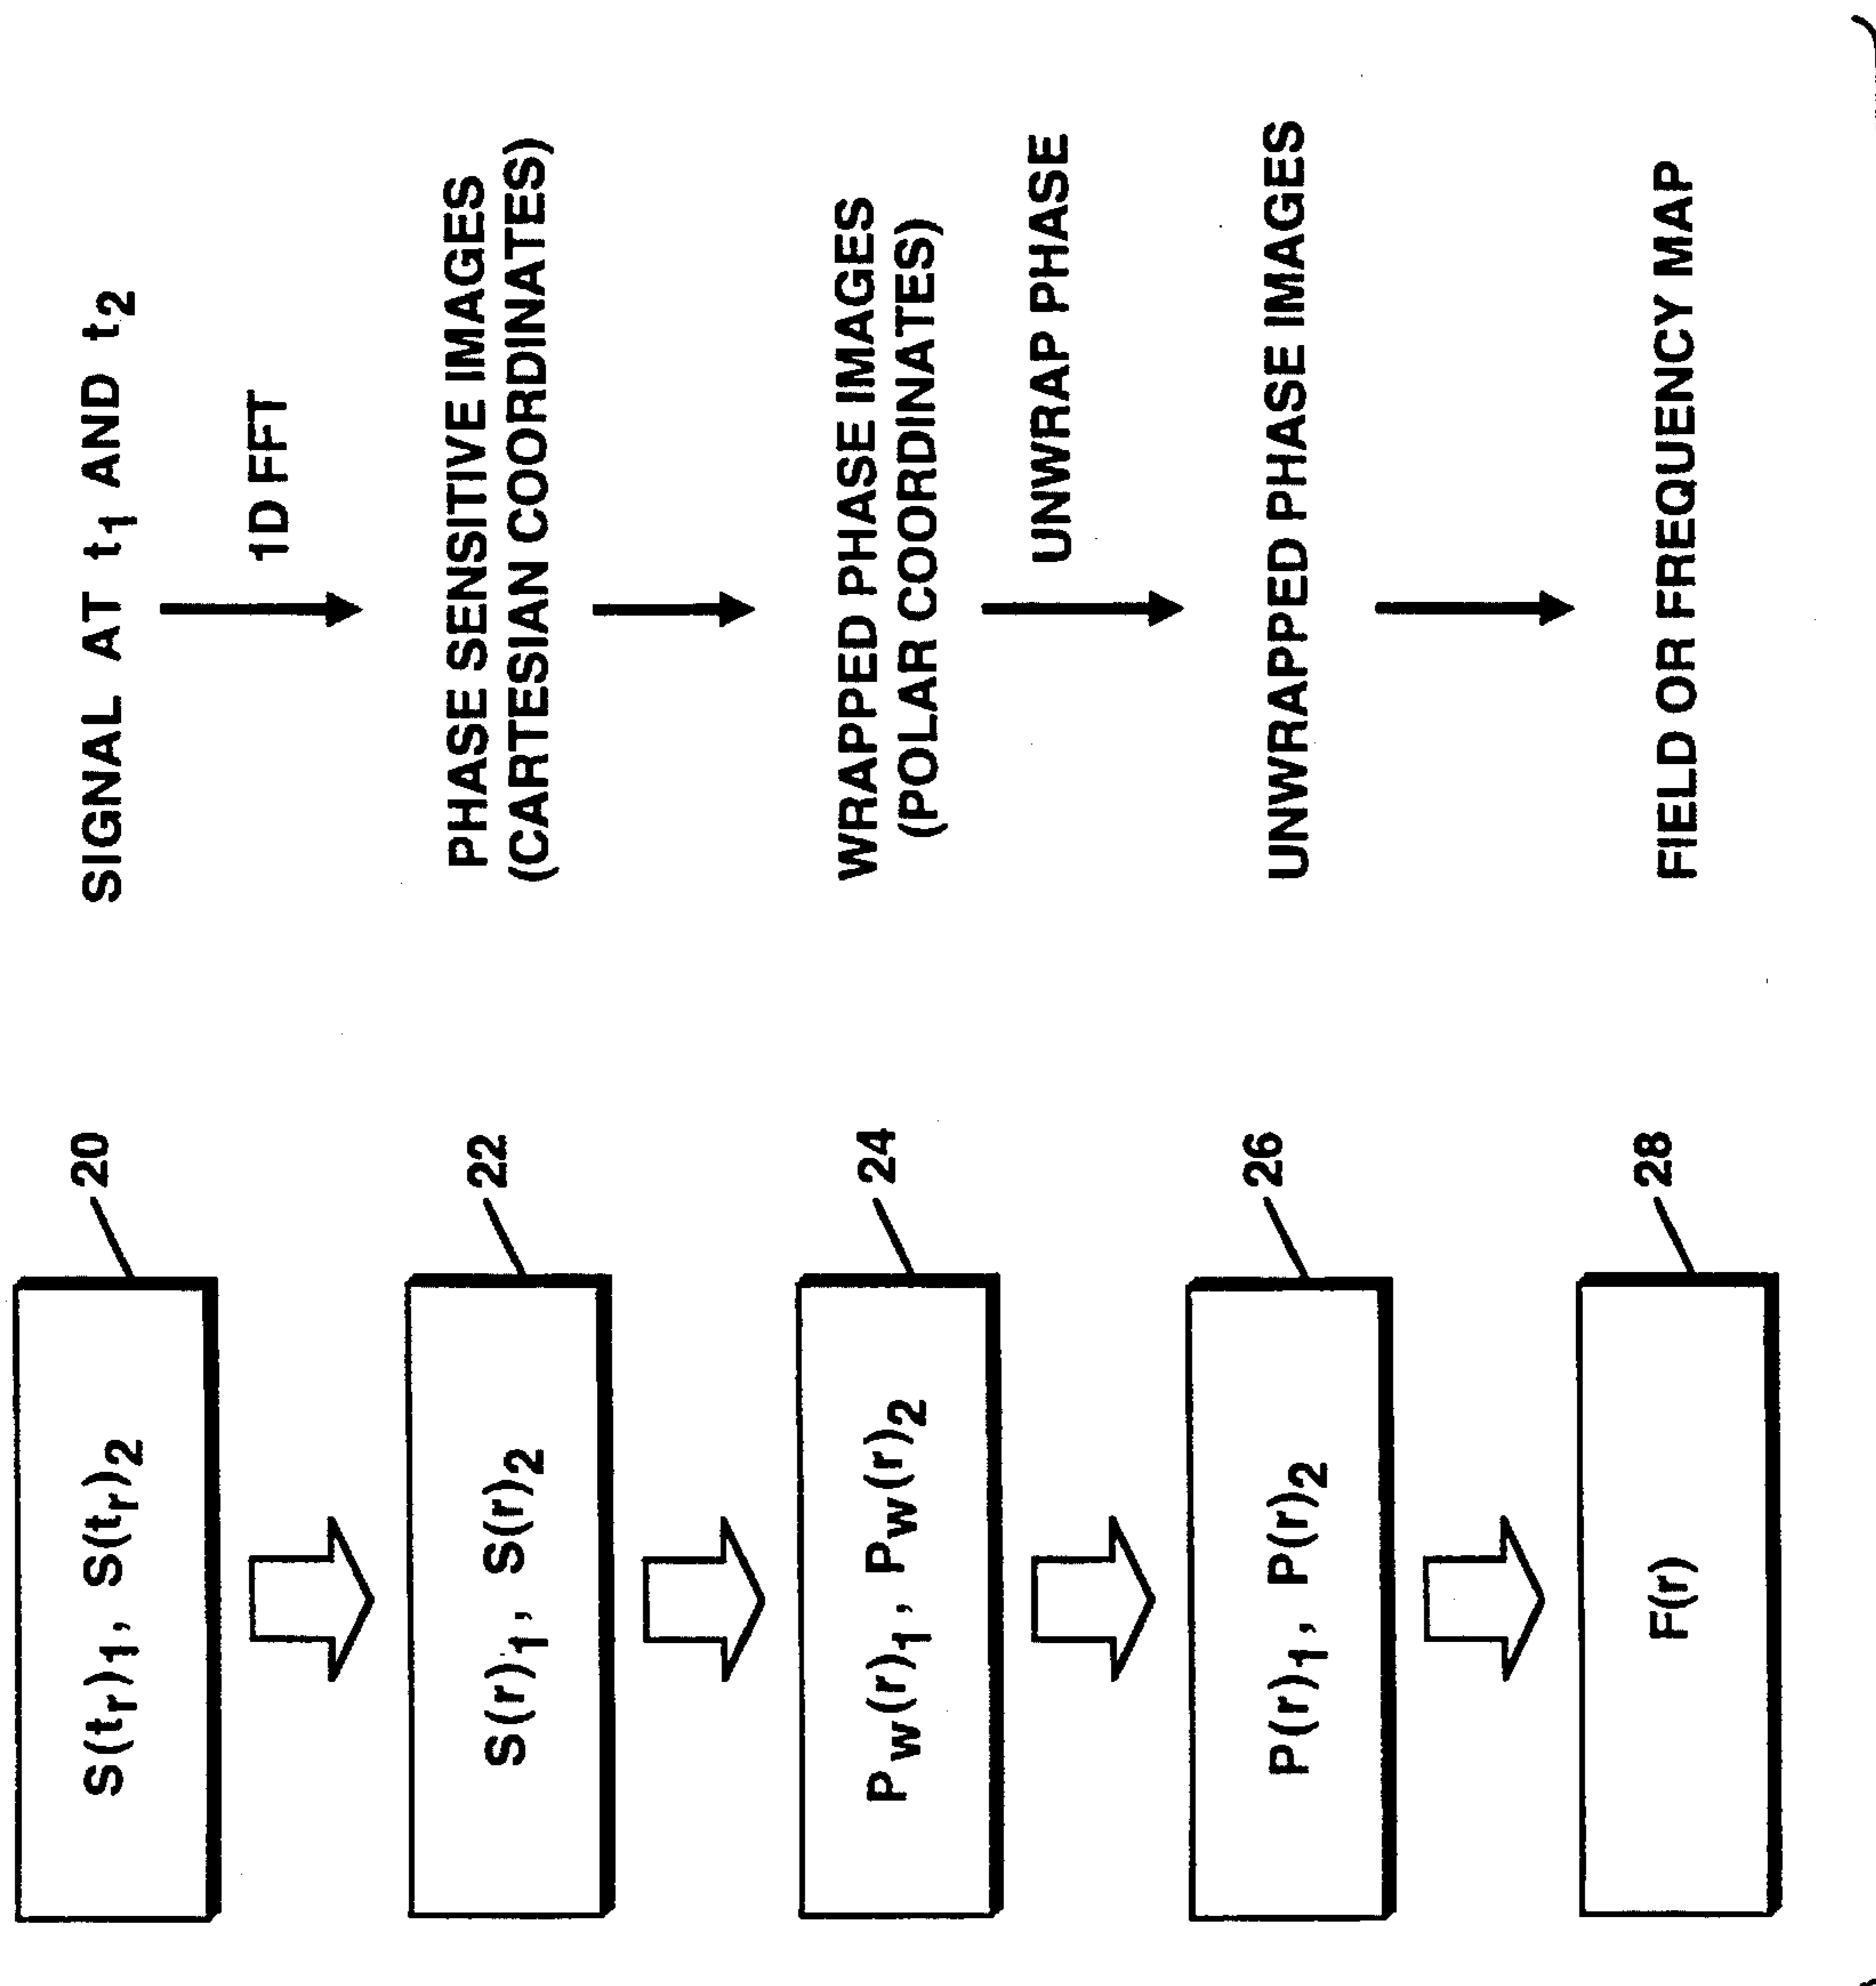 S(tr)1, S(tr)2
20
SIGNAL AT t1 AND t2
1D FFT
S(r)1, S(r)2
22
PHASE SENSITIVE IMAGES
(CARTESIAN COORDINATES)
Pw(r)1, Pw(r)2
24
WRAPPED PHASE IMAGES
(POLAR COORDINATES)
UNWRAP PHASE
P(r)1, P(r)2
26
UNWRAPPED PHASE IMAGES
F(r)
28
FIELD OR FREQUENCY MAP